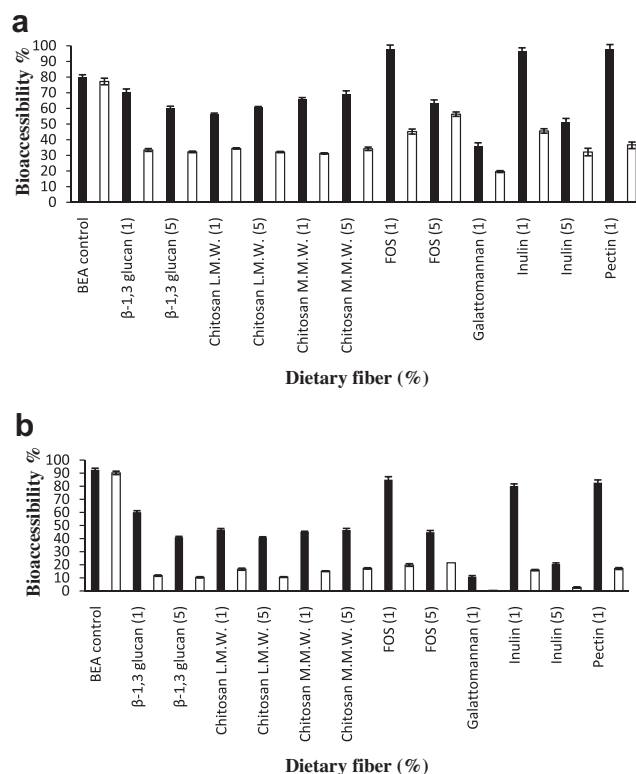 a
Bioaccessibility %
100
90
80
70
60
50
40
30
20
10
0
BEA control
β-1,3 glucan (1)
β-1,3 glucan (5)
Chitosan L.M.W. (1)
Chitosan L.M.W. (5)
Chitosan M.M.W. (1)
Chitosan M.M.W. (5)
FOS (1)
FOS (5)
Galattomannan (1)
Inulin (1)
Inulin (5)
Pectin (1)
Dietary fiber (%)
b
Bioaccessibility %
100
90
80
70
60
50
40
30
20
10
0
BEA control
β-1,3 glucan (1)
β-1,3 glucan (5)
Chitosan L.M.W. (1)
Chitosan L.M.W. (5)
Chitosan M.M.W. (1)
Chitosan M.M.W. (5)
FOS (1)
FOS (5)
Galattomannan (1)
Inulin (1)
Inulin (5)
Pectin (1)
Dietary fiber (%)